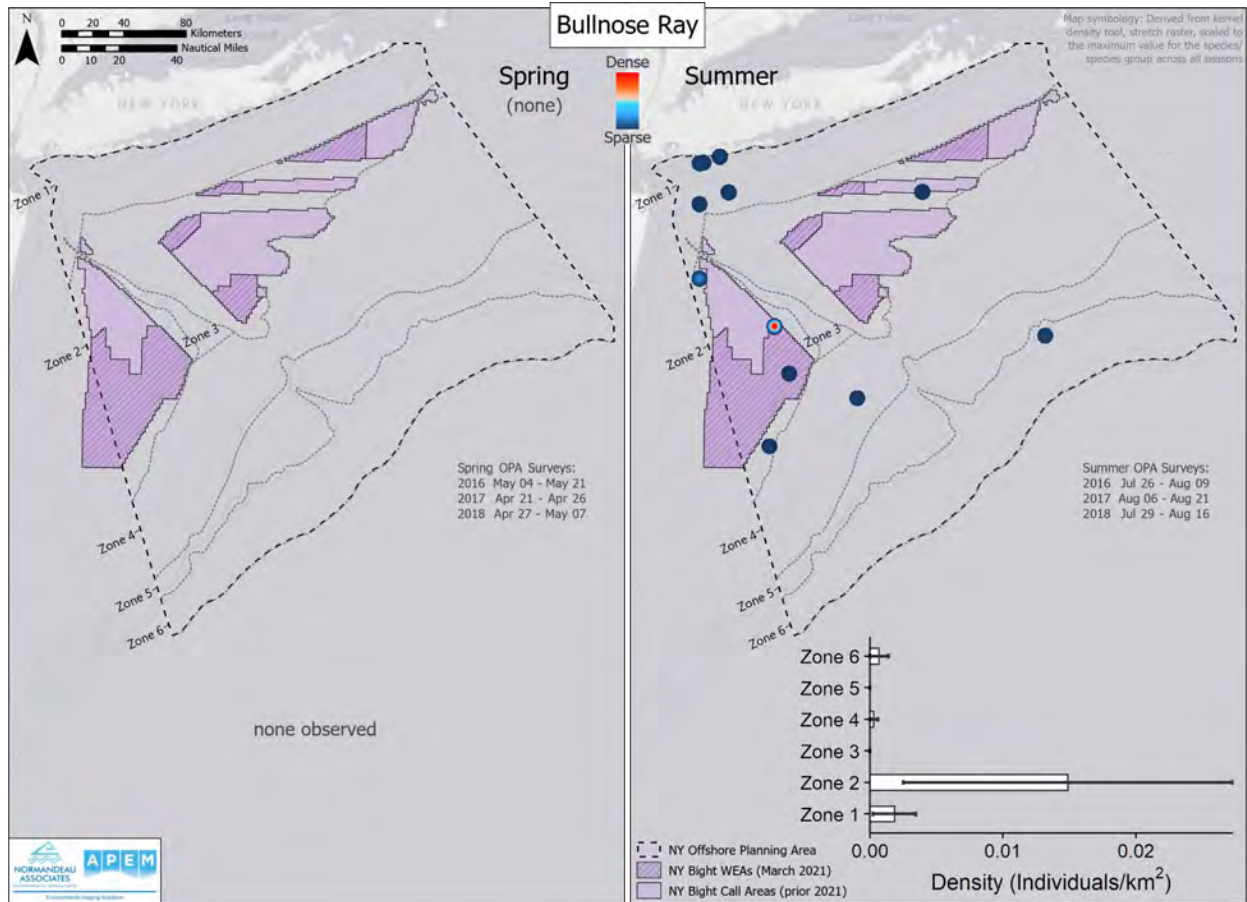 Bullnose Ray
N
0 20 40 80
Kilometers
Nautical Miles
0 10 20 40
Map symbology: Derived from kernel
density tool, stretch raster, scaled to
the maximum value for the species/
species group across all seasons
Spring
(none)
Dense
Sparse
Summer
NEW YORK
NEW YORK
Zone 1
Zone 2
Zone 3
Zone 4
Zone 5
Zone 6
Spring OPA Surveys:
2016 May 04 - May 21
2017 Apr 21 - Apr 26
2018 Apr 27 - May 07
none observed
Zone 1
Zone 2
Zone 3
Zone 4
Zone 5
Zone 6
Summer OPA Surveys:
2016 Jul 26 - Aug 09
2017 Aug 06 - Aug 21
2018 Jul 29 - Aug 16
Zone 6
Zone 5
Zone 4
Zone 3
Zone 2
Zone 1
0.00 0.01 0.02
Density (Individuals/km²)
NY Offshore Planning Area
NY Bight WEAs (March 2021)
NY Bight Call Areas (prior 2021)
NORMANDEAU
ASSOCIATES
APEM